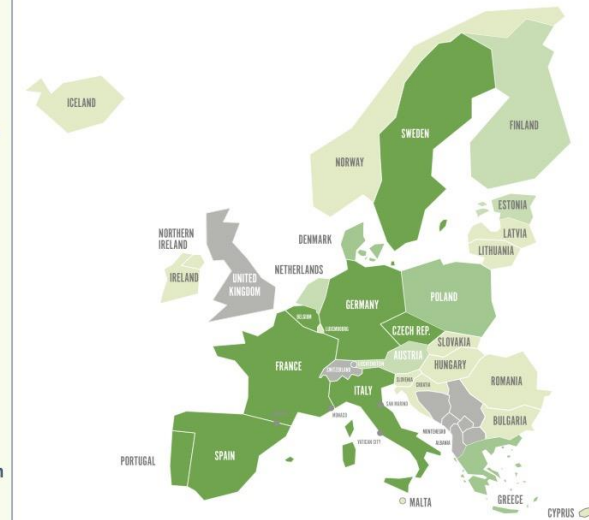 ICELAND
SWEDEN
FINLAND
NORWAY
ESTONIA
LATVIA
LITHUANIA
NORTHERN
IRELAND
IRELAND
UNITED
KINGDOM
DENMARK
NETHERLANDS
BELGIUM
LUXEMBOURG
GERMANY
POLAND
CZECH REP.
SLOVAKIA
AUSTRIA
HUNGARY
FRANCE
SWITZERLAND
LIECHTENSTEIN
SLOVENIA
CROATIA
ROMANIA
ITALY
SAN MARINO
MONACO
VATICAN CITY
MONTENEGRO
ALBANIA
BULGARIA
PORTUGAL
SPAIN
GREECE
MALTA
CYPRUS